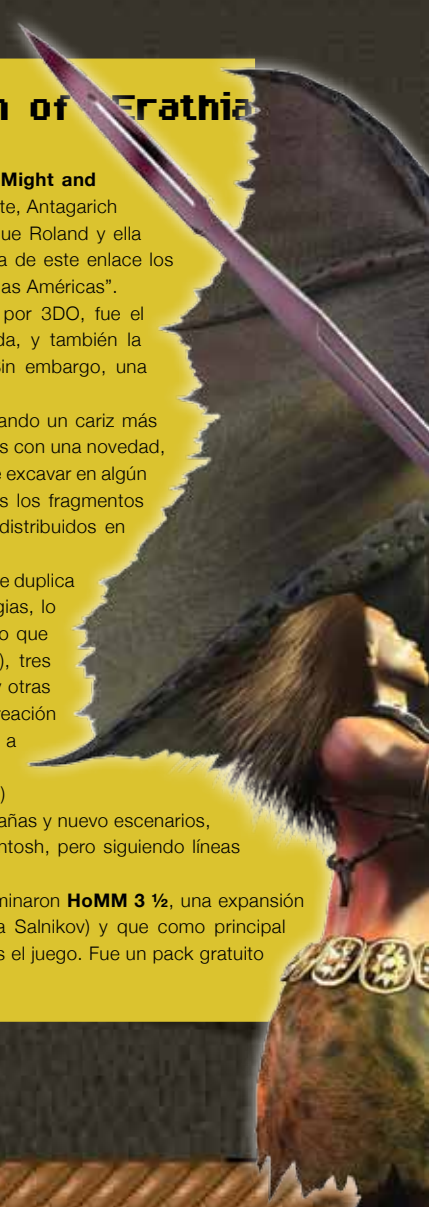 n of Erathia
Might and
te, Antagarich
ue Roland y ella
a de este enlace los
las Américas”.
por 3DO, fue el
da, y también la
Sin embargo, una
ando un cariz más
s con una novedad,
e excavar en algún
s los fragmentos
distribuidos en
e duplica
gias, lo
o que
), tres
y otras
reación
a
)
añas y nuevo escenarios,
ntosh, pero siguiendo líneas
minaron HoMM 3 ½, una expansión
a Salnikov) y que como principal
s el juego. Fue un pack gratuito